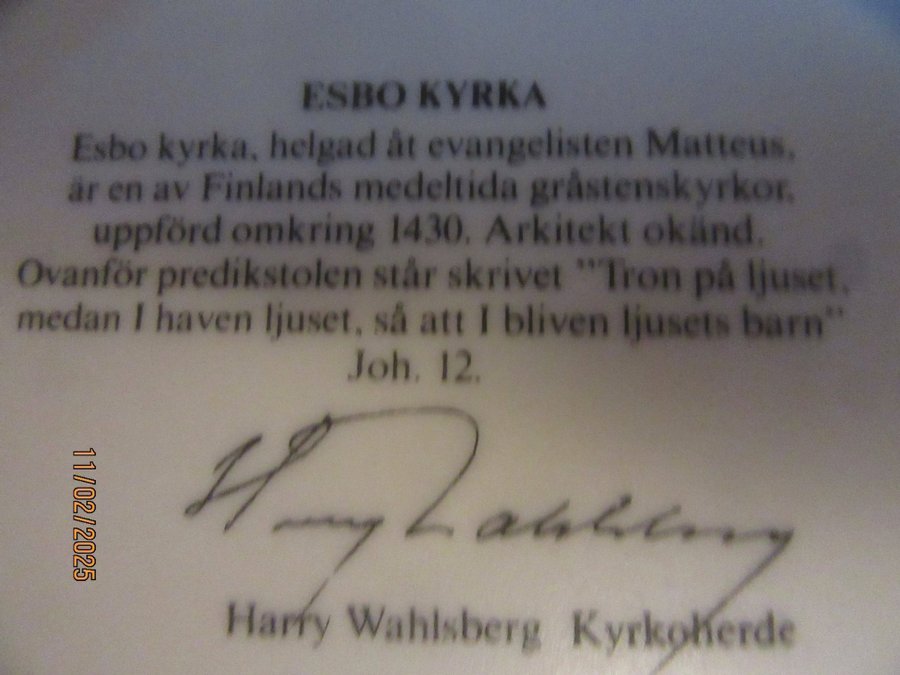 ESBO KYRKA
Esbo kyrka, helgad åt evangelisten Matteus,
är en av Finlands medeltida gråstenskyrkor,
uppförd omkring 1430. Arkitekt okänd.
Ovanför predikstolen står skrivet "Tron på ljuset,
medan I haven ljuset, så att I bliven ljusets barn"
Joh. 12.
Harry Wahlsberg
Harry Wahlsberg Kyrkoherde
11/02/2025